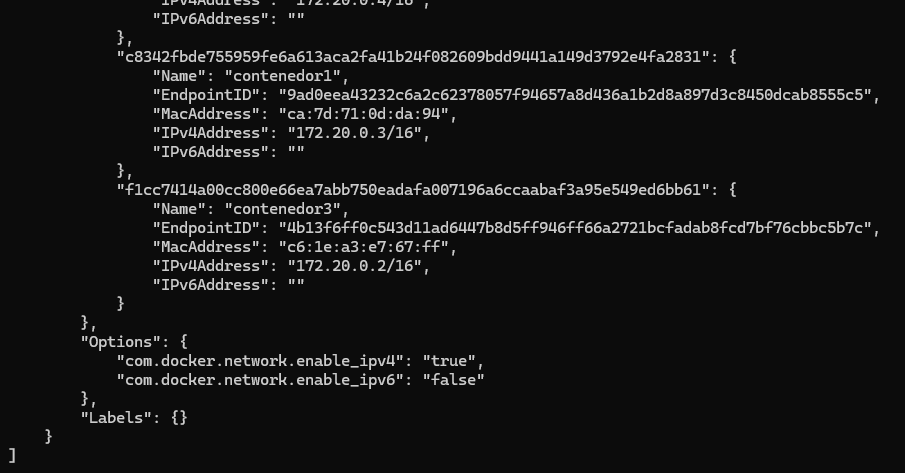 "IPv4Address": "172.20.0.4/16",
"IPv6Address": ""
},
"c8342fbde755959fe6a613aca2fa41b24f082609bdd9441a149d3792e4fa2831": {
"Name": "contenedor1",
"EndpointID": "9ad0eea43232c6a2c62378057f94657a8d436a1b2d8a897d3c8450dcab8555c5",
"MacAddress": "ca:7d:71:0d:da:94",
"IPv4Address": "172.20.0.3/16",
"IPv6Address": ""
},
"f1cc7414a00cc800e66ea7abb750eadafa007196a6ccaabaf3a95e549ed6bb61": {
"Name": "contenedor3",
"EndpointID": "4b13f6ff0c543d11ad6447b8d5ff946ff66a2721bcfadab8fcd7bf76cbbc5b7c",
"MacAddress": "c6:1e:a3:e7:67:ff",
"IPv4Address": "172.20.0.2/16",
"IPv6Address": ""
}
},
"Options": {
"com.docker.network.enable_ipv4": "true",
"com.docker.network.enable_ipv6": "false"
},
"Labels": {}
}
]